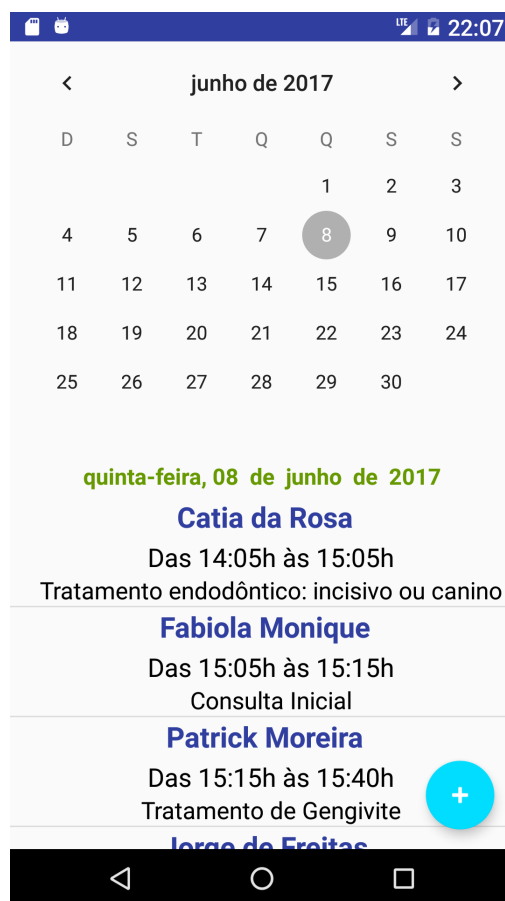 LTE 22:07
junho de 2017
D S T Q Q S S
1 2 3
4 5 6 7 8 9 10
11 12 13 14 15 16 17
18 19 20 21 22 23 24
25 26 27 28 29 30
quinta-feira, 08 de junho de 2017
Catia da Rosa
Das 14:05h às 15:05h
Tratamento endodôntico: incisivo ou canino
Fabiola Monique
Das 15:05h às 15:15h
Consulta Inicial
Patrick Moreira
Das 15:15h às 15:40h
Tratamento de Gengivite
+
Jorge de Freitas